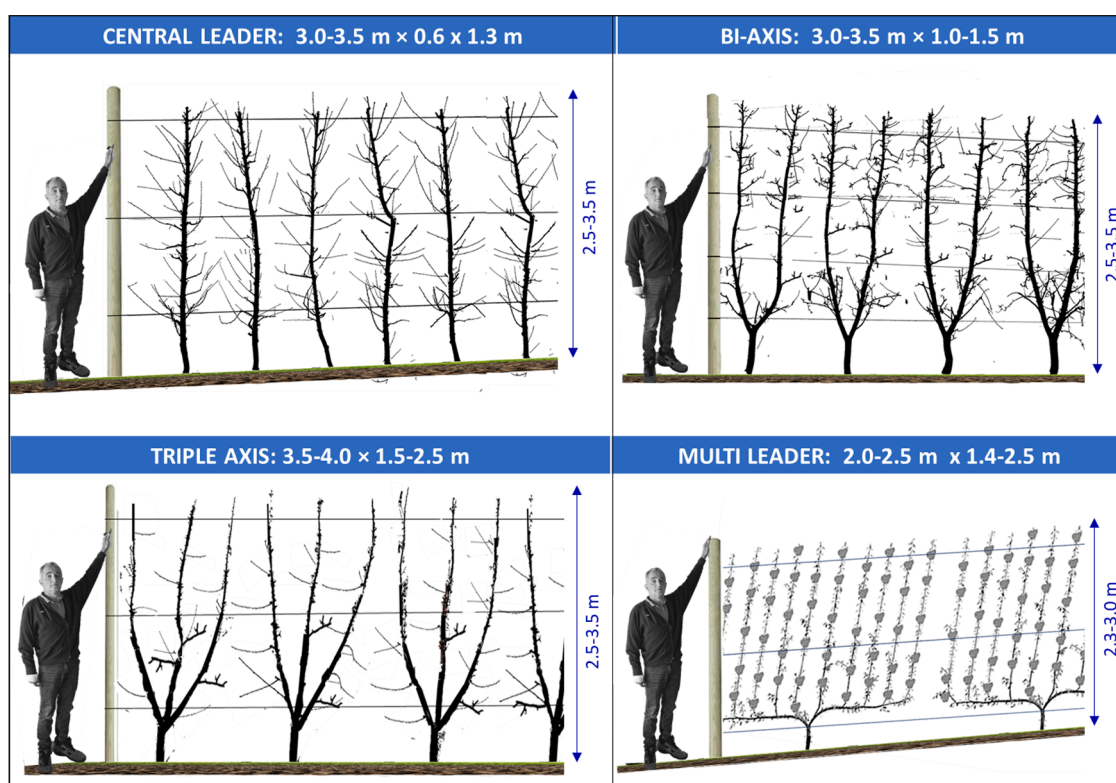 CENTRAL LEADER: 3.0-3.5 m × 0.6 x 1.3 m
2.5-3.5 m
BI-AXIS: 3.0-3.5 m × 1.0-1.5 m
2.5-3.5 m
TRIPLE AXIS: 3.5-4.0 × 1.5-2.5 m
2.5-3.5 m
MULTI LEADER: 2.0-2.5 m x 1.4-2.5 m
2.3-3.0 m